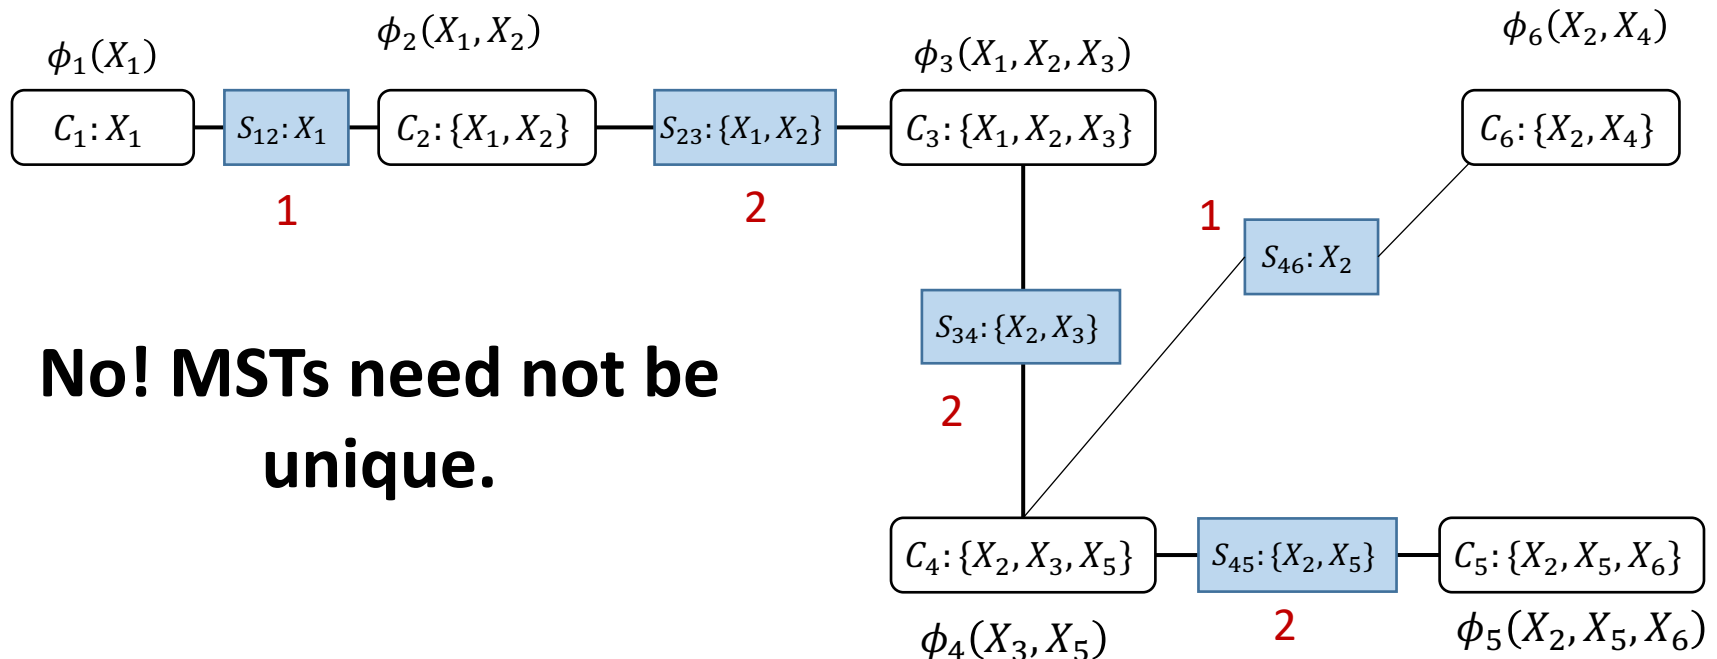 ϕ₁(X₁)
ϕ₂(X₁, X₂)
ϕ₃(X₁, X₂, X₃)
ϕ₆(X₂, X₄)
C₁: X₁
S₁₂: X₁
C₂: {X₁, X₂}
S₂₃: {X₁, X₂}
C₃: {X₁, X₂, X₃}
C₆: {X₂, X₄}
1
2
1
S₄₆: X₂
S₃₄: {X₂, X₃}
No! MSTs need not be
unique.
2
C₄: {X₂, X₃, X₅}
S₄₅: {X₂, X₅}
C₅: {X₂, X₅, X₆}
ϕ₄(X₃, X₅)
2
ϕ₅(X₂, X₅, X₆)